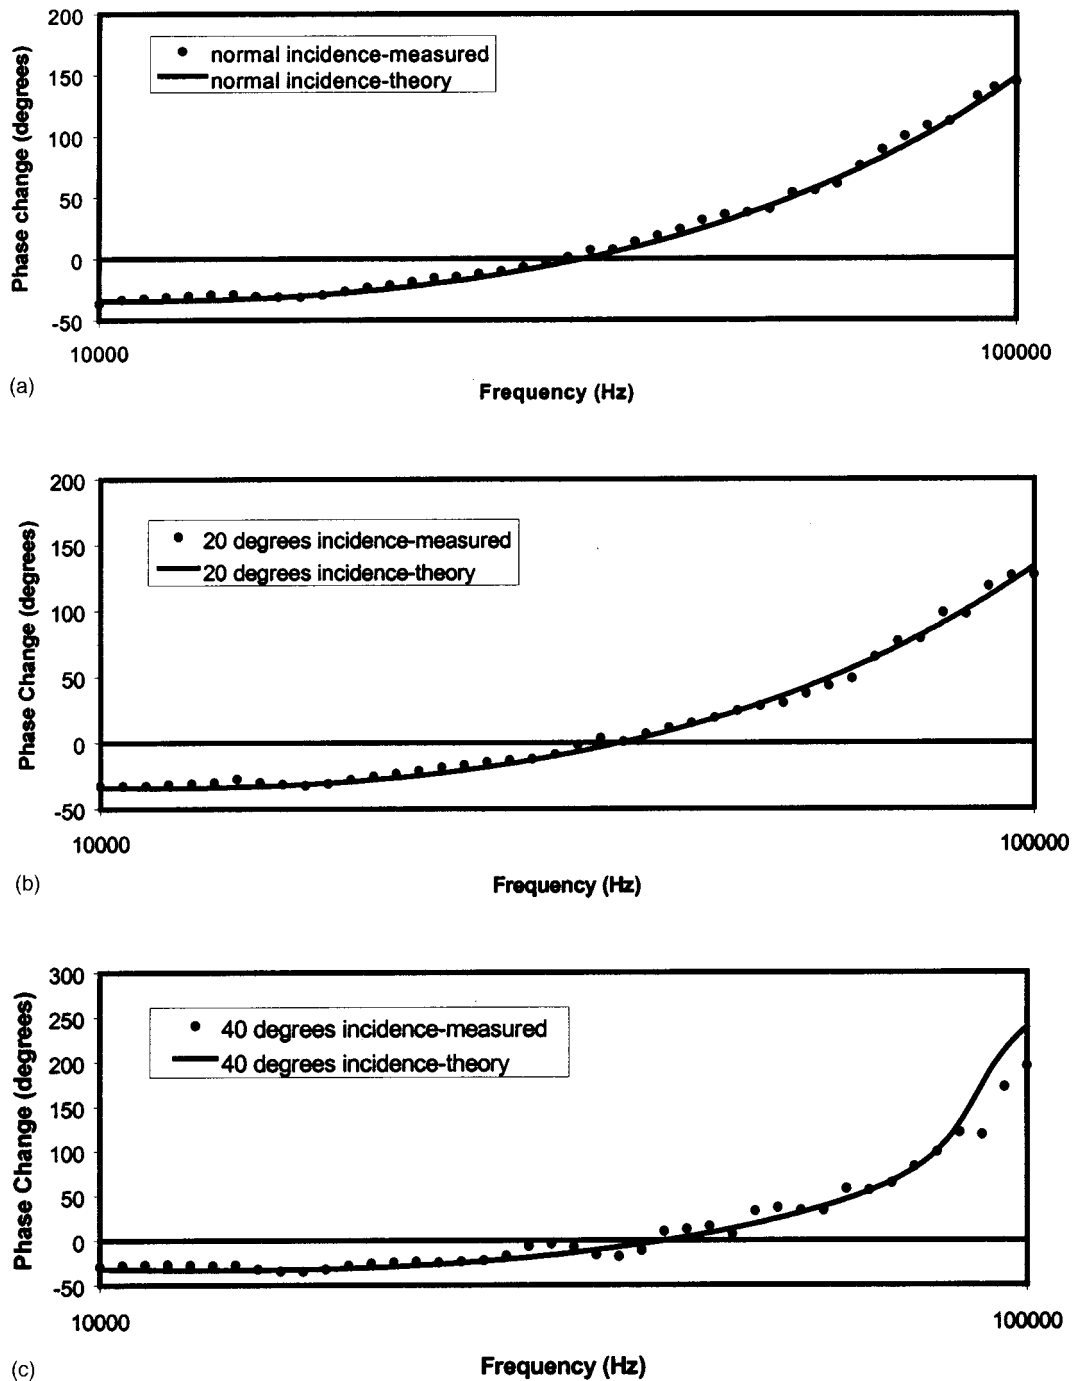 200
150
100
50
0
-50
Phase change (degrees)
normal incidence-measured
normal incidence-theory
10000
100000
Frequency (Hz)
(a)
200
150
100
50
0
-50
Phase Change (degrees)
20 degrees incidence-measured
20 degrees incidence-theory
10000
100000
Frequency (Hz)
(b)
300
250
200
150
100
50
0
-50
Phase Change (degrees)
40 degrees incidence-measured
40 degrees incidence-theory
10000
100000
Frequency (Hz)
(c)